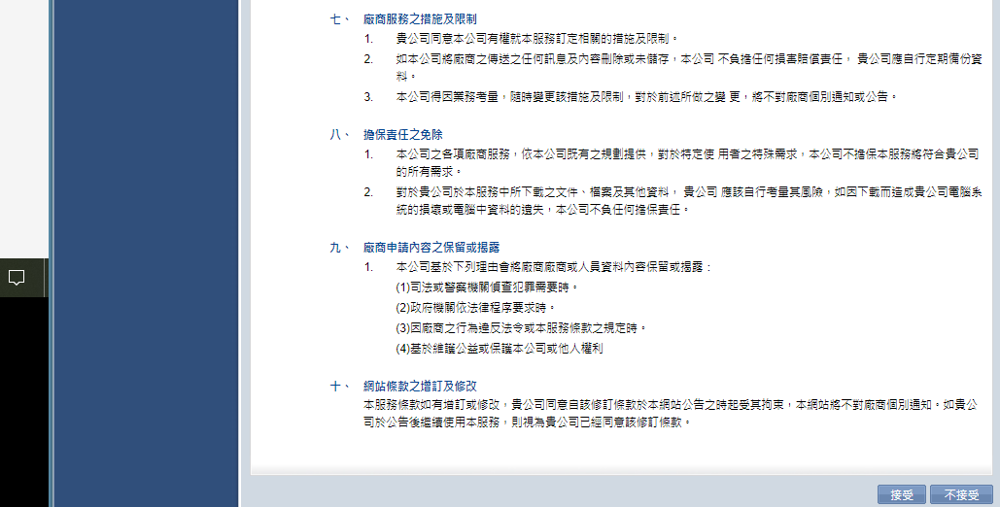 七、 廠商服務之措施及限制
1. 貴公司同意本公司有權就本服務訂定相關的措施及限制。
2. 如本公司將廠商之傳送之任何訊息及內容刪除或未儲存，本公司 不負擔任何損害賠償責任， 貴公司應自行定期備份資
料。
3. 本公司得因業務考量，隨時變更該措施及限制，對於前述所做之變 更，將不對廠商個別通知或公告。
八、 擔保責任之免除
1. 本公司之各項廠商服務，依本公司既有之規劃提供，對於特定使 用者之特殊需求，本公司不擔保本服務將符合貴公司
的所有需求。
2. 對於貴公司於本服務中所下載之文件、檔案及其他資料， 貴公司 應該自行考量其風險，如因下載而造成貴公司電腦系
統的損壞或電腦中資料的遺失，本公司不負任何擔保責任。
九、 廠商申請內容之保留或揭露
1. 本公司基於下列理由會將廠商廠商或人員資料內容保留或揭露：
(1)司法或警察機關偵查犯罪需要時。
(2)政府機關依法律程序要求時。
(3)因廠商之行為違反法令或本服務條款之規定時。
(4)基於維護公益或保護本公司或他人權利
十、 網站條款之增訂及修改
本服務條款如有增訂或修改，貴公司同意自該修訂條款於本網站公告之時起受其拘束，本網站將不對廠商個別通知。如貴公
司於公告後繼續使用本服務，則視為貴公司已經同意該修訂條款。
接受 不接受